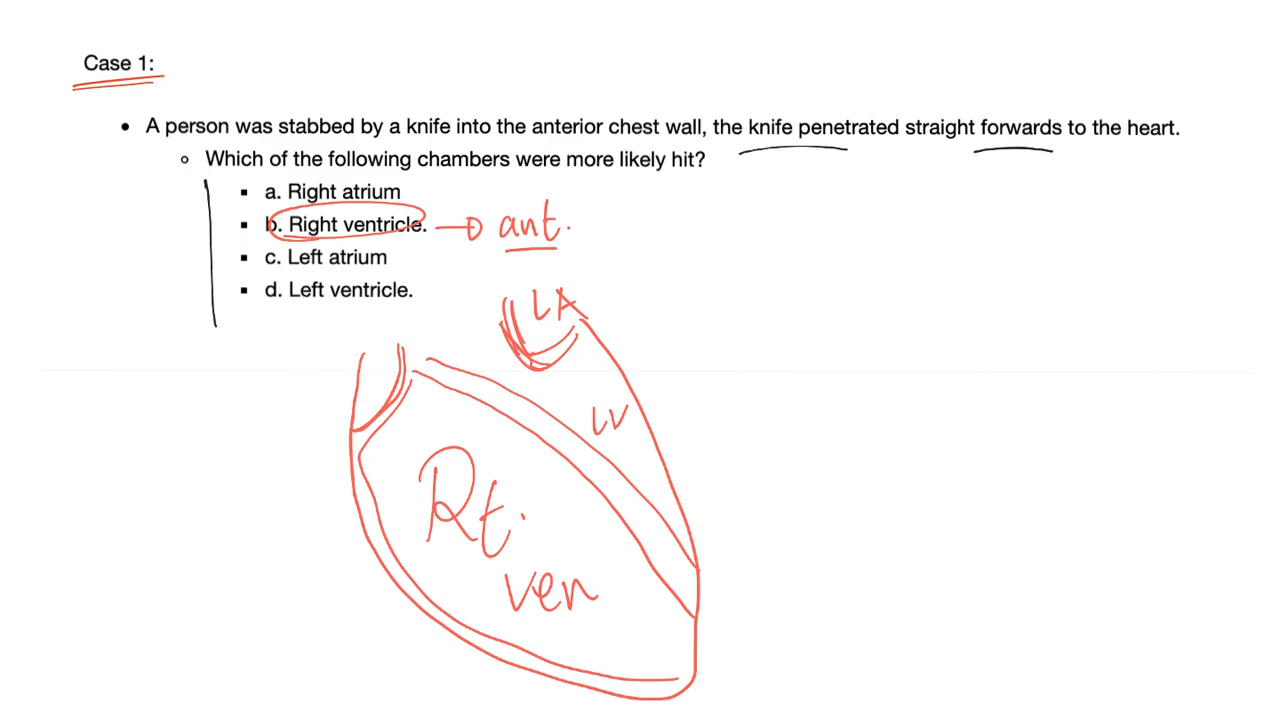 Case 1:
A person was stabbed by a knife into the anterior chest wall, the knife penetrated straight forwards to the heart.
Which of the following chambers were more likely hit?
a. Right atrium
b. Right ventricle. ant.
c. Left atrium
d. Left ventricle.
LA
LV
Rt.
ven